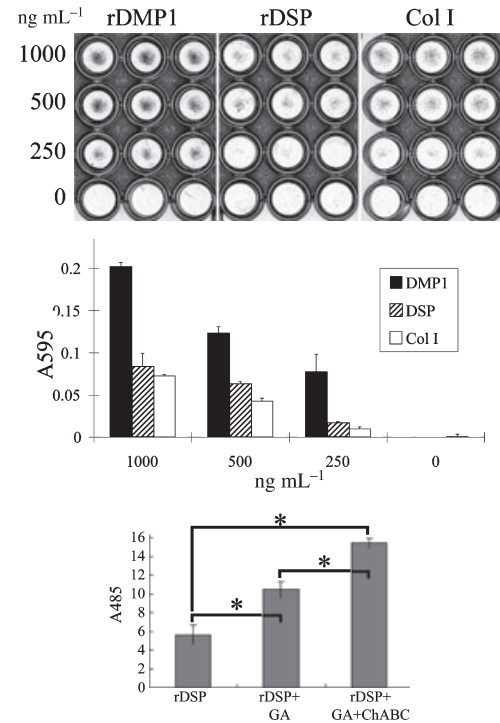 ng mL⁻¹ rDMP1 rDSP Col I
1000
500
250
0
0.2
0.15
0.1
0.05
0
A595
DMP1
DSP
Col I
1000 500 250 0
ng mL⁻¹
16
14
12
10
8
6
4
2
0
A485
* 
*
*
rDSP rDSP+ rDSP+
GA GA+ChABC